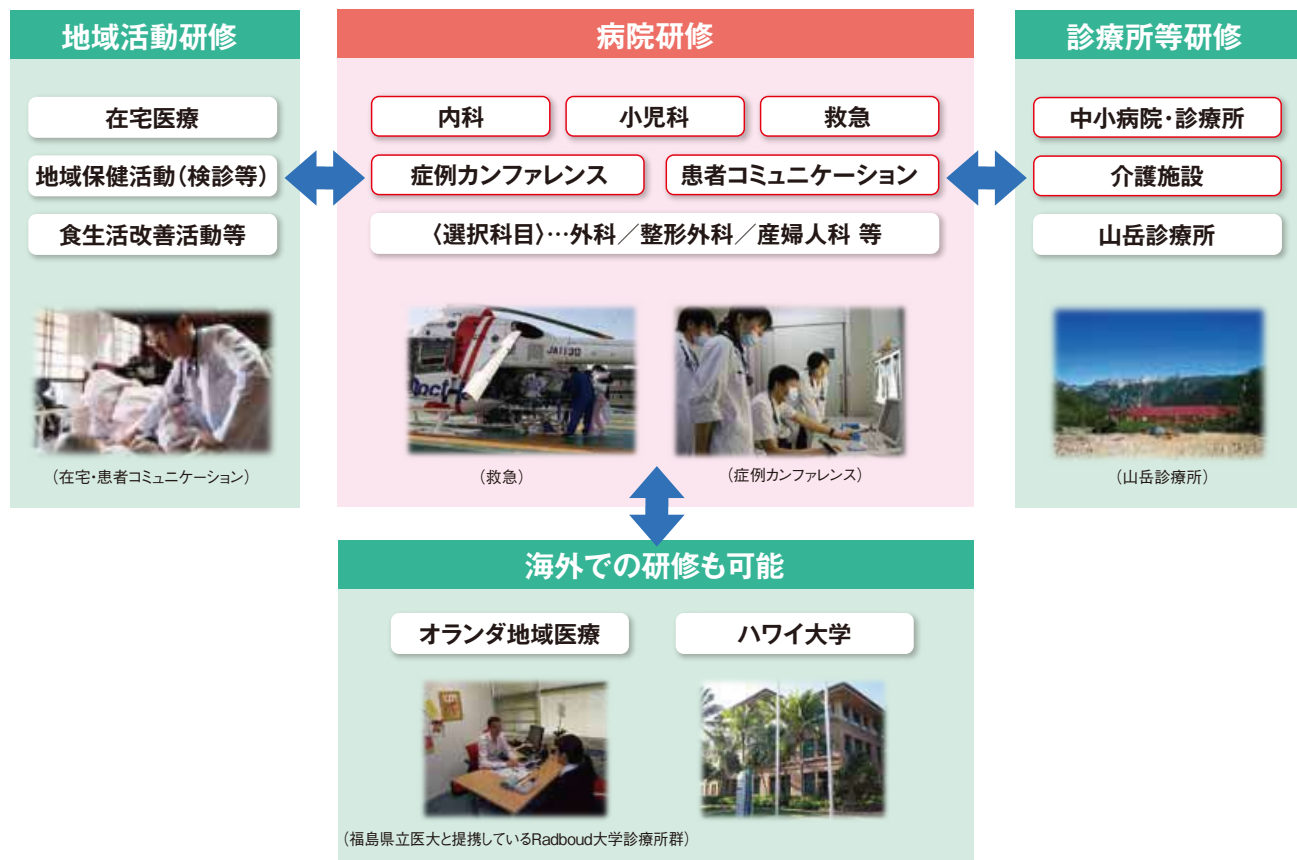 地域活動研修
在宅医療
地域保健活動(検診等)
食生活改善活動等
(在宅・患者コミュニケーション)
病院研修
内科
小児科
救急
症例カンファレンス
患者コミュニケーション
〈選択科目〉…外科／整形外科／産婦人科 等
JA113D
Doct
(救急)
(症例カンファレンス)
診療所等研修
中小病院・診療所
介護施設
山岳診療所
(山岳診療所)
海外での研修も可能
オランダ地域医療
ハワイ大学
(福島県立医大と提携しているRadboud大学診療所群)